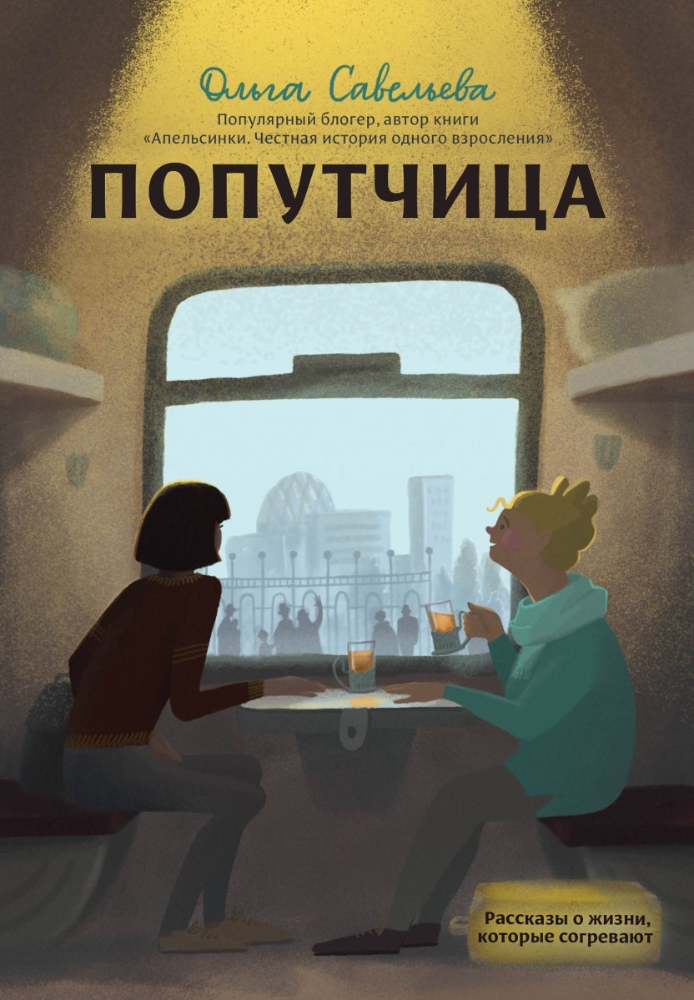 Ольга Савельева
Популярный блогер, автор книги
«Апельсинки. Честная история одного взросления»
ПОПУТЧИЦА
Рассказы о жизни,
которые согревают